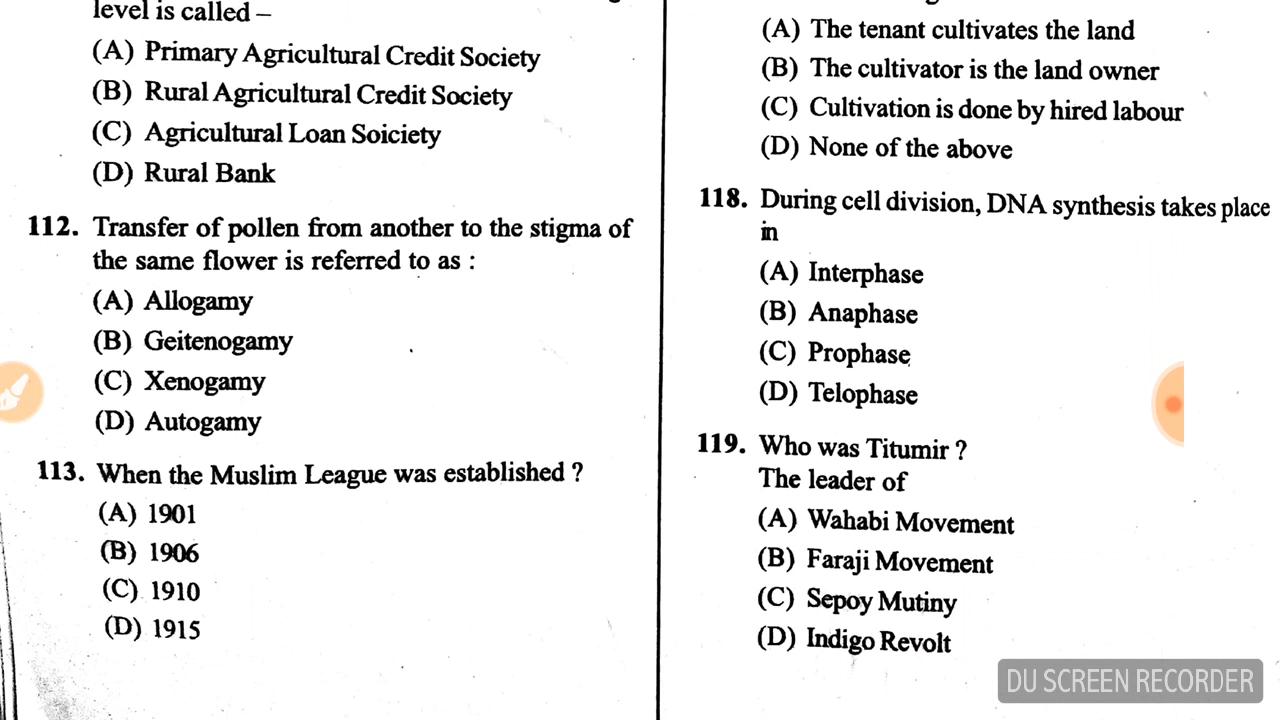 level is called –
(A) Primary Agricultural Credit Society
(B) Rural Agricultural Credit Society
(C) Agricultural Loan Soiciety
(D) Rural Bank
112. Transfer of pollen from another to the stigma of
the same flower is referred to as :
(A) Allogamy
(B) Geitenogamy
(C) Xenogamy
(D) Autogamy
113. When the Muslim League was established ?
(A) 1901
(B) 1906
(C) 1910
(D) 1915
(A) The tenant cultivates the land
(B) The cultivator is the land owner
(C) Cultivation is done by hired labour
(D) None of the above
118. During cell division, DNA synthesis takes place
in
(A) Interphase
(B) Anaphase
(C) Prophase
(D) Telophase
119. Who was Titumir ?
The leader of
(A) Wahabi Movement
(B) Faraji Movement
(C) Sepoy Mutiny
(D) Indigo Revolt
DU SCREEN RECORDER